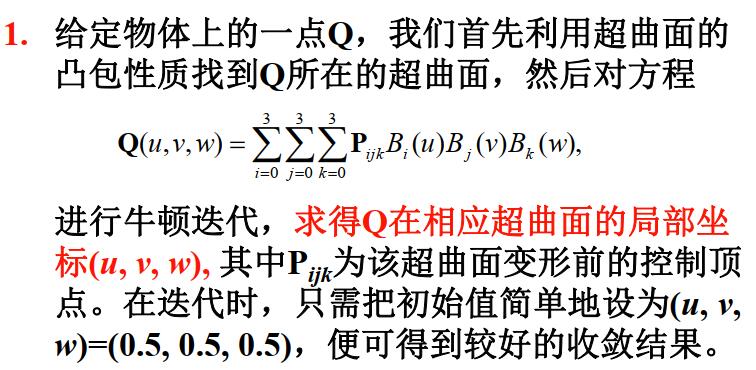 1. 给定物体上的一点Q，我们首先利用超曲面的
凸包性质找到Q所在的超曲面，然后对方程
Q(u,v,w) = ∑_{i=0}^{3} ∑_{j=0}^{3} ∑_{k=0}^{3} P_{ijk} B_i(u) B_j(v) B_k(w),
进行牛顿迭代，求得Q在相应超曲面的局部坐
标(u, v, w), 其中P_{ijk}为该超曲面变形前的控制顶
点。在迭代时，只需把初始值简单地设为(u, v,
w)=(0.5, 0.5, 0.5)，便可得到较好的收敛结果。